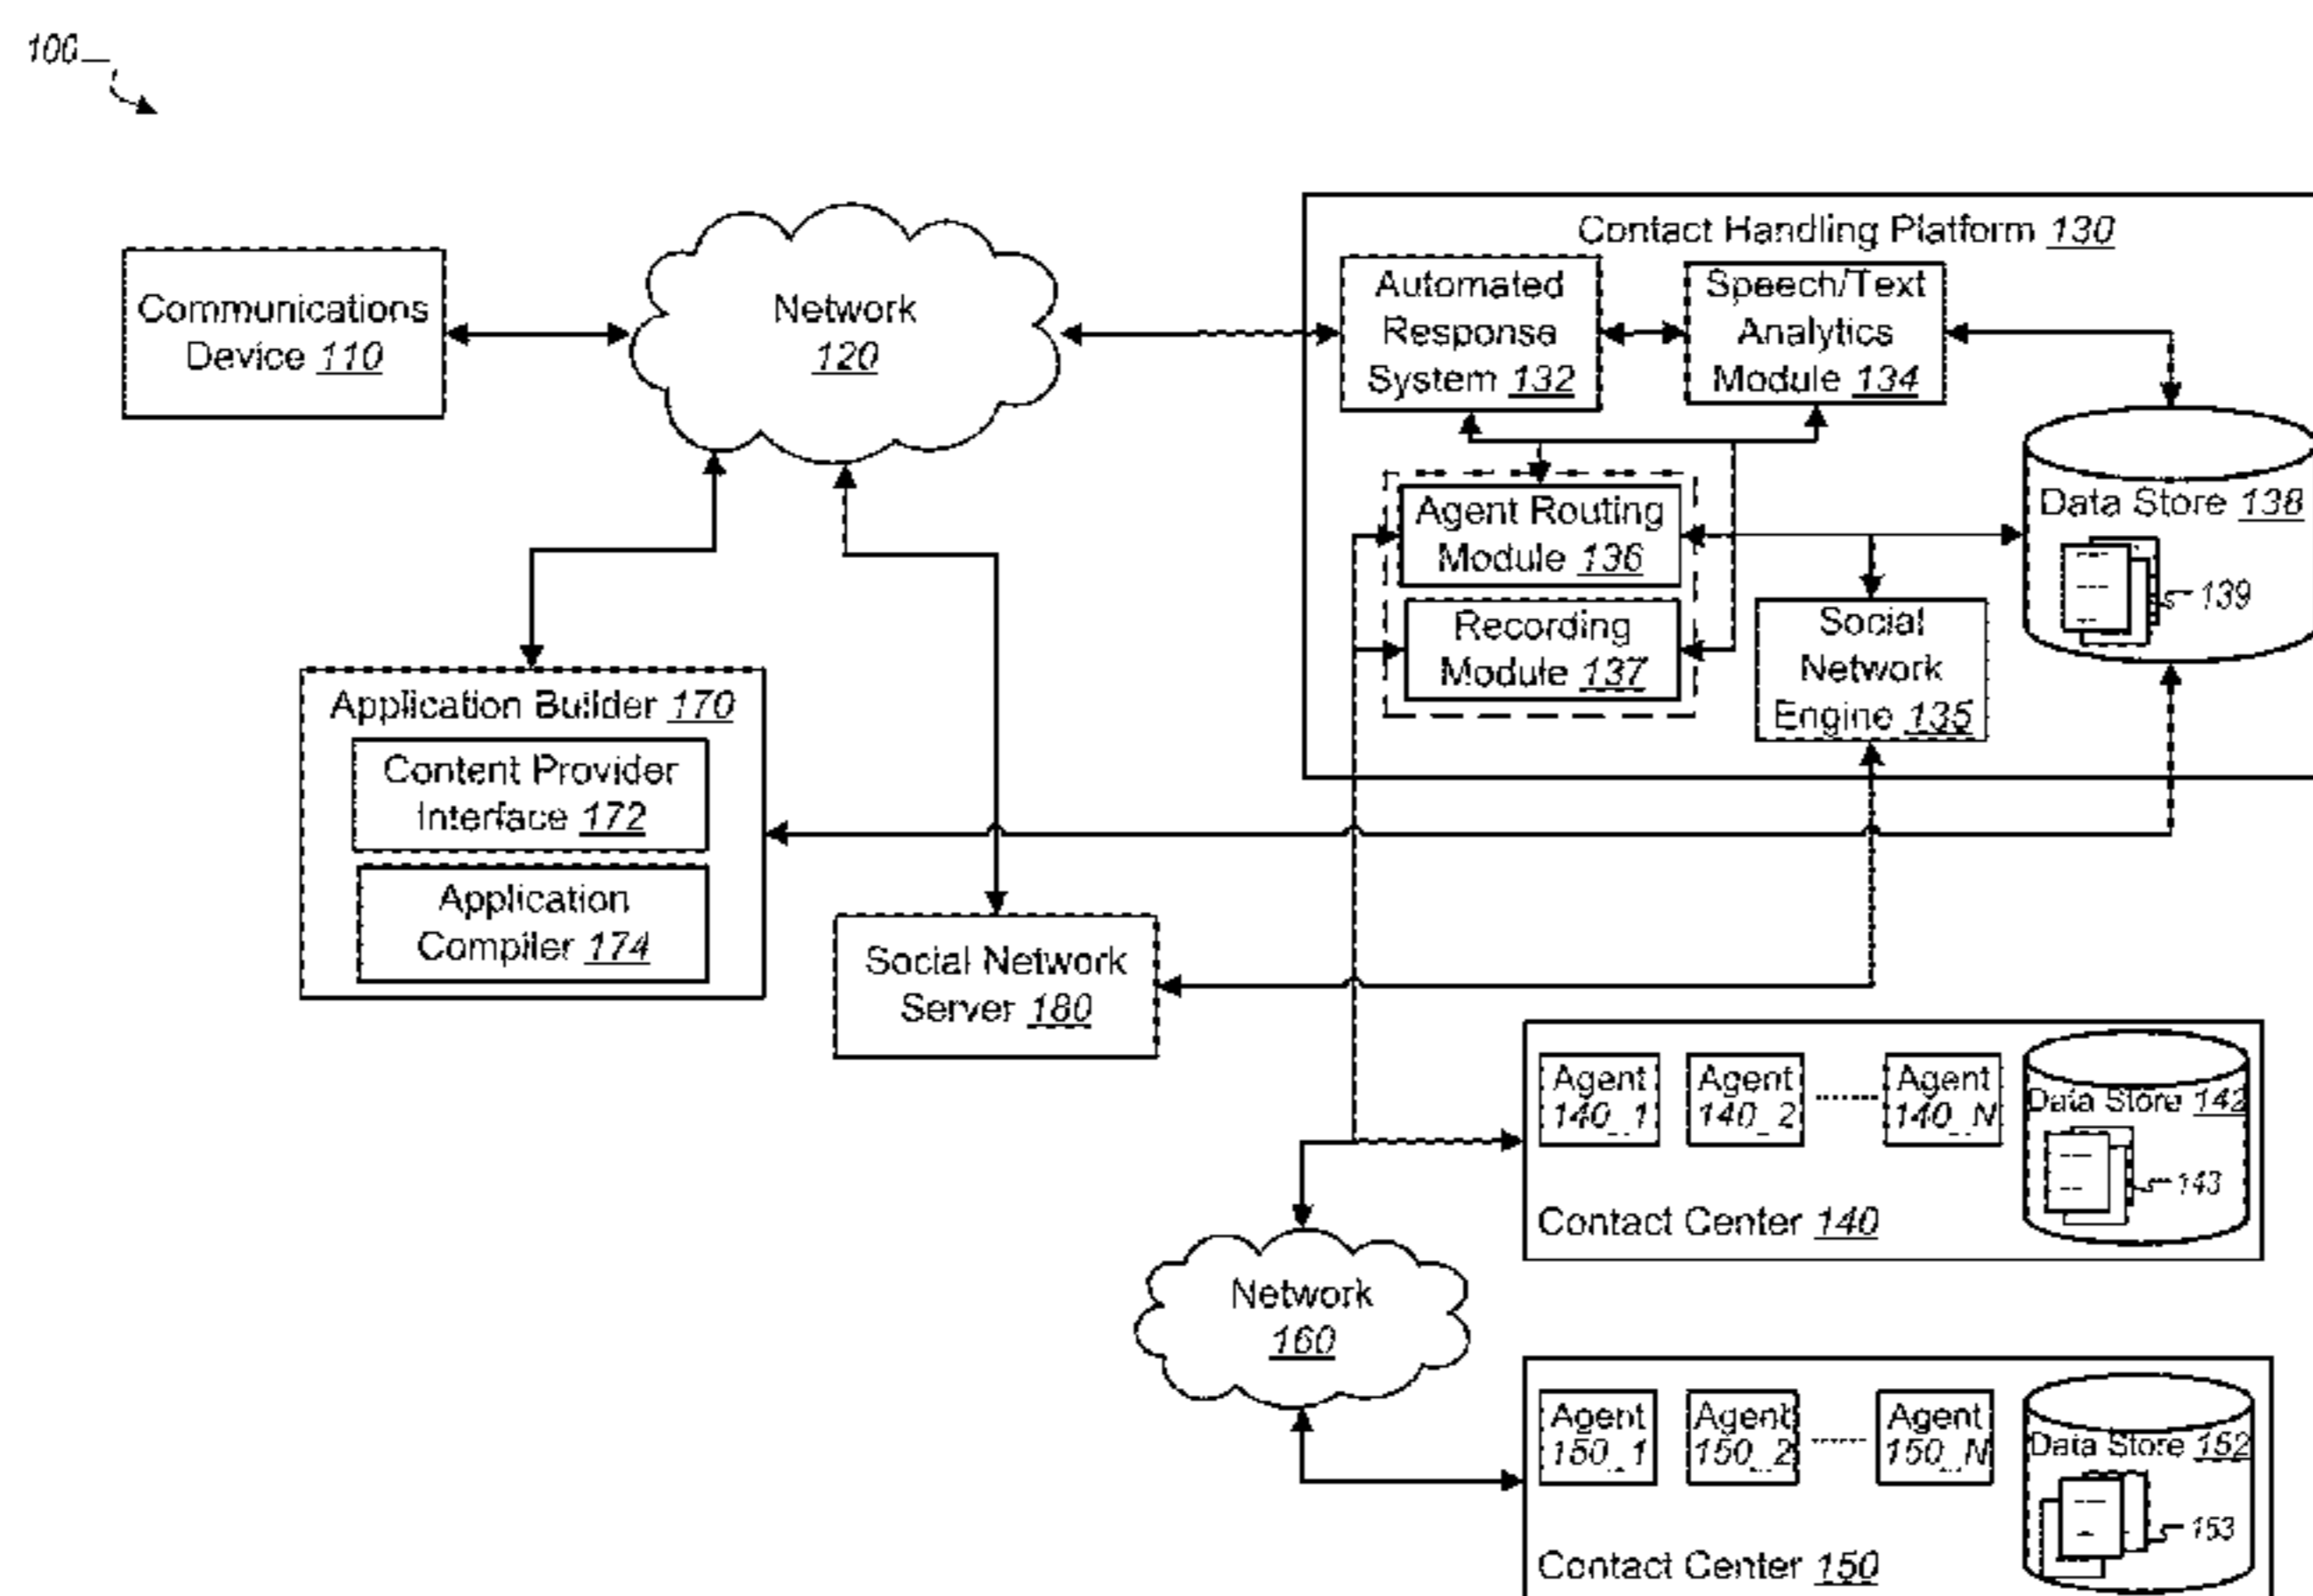 100
Contact Handling Platform 130
Communications
Device 110
Network
120
Automated
Response
System 132
Speech/Text
Analytics
Module 134
Agent Routing
Module 136
Data Store 138
139
Recording
Module 137
Social
Network
Engine 135
Application Builder 170
Content Provider
Interface 172
Application
Compiler 174
Social Network
Server 180
Agent
140_1
Agent
140_2
Agent
140_N
Data Store 142
143
Contact Center 140
Network
160
Agent
150_1
Agent
150_2
Agent
150_N
Data Store 152
153
Contact Center 150